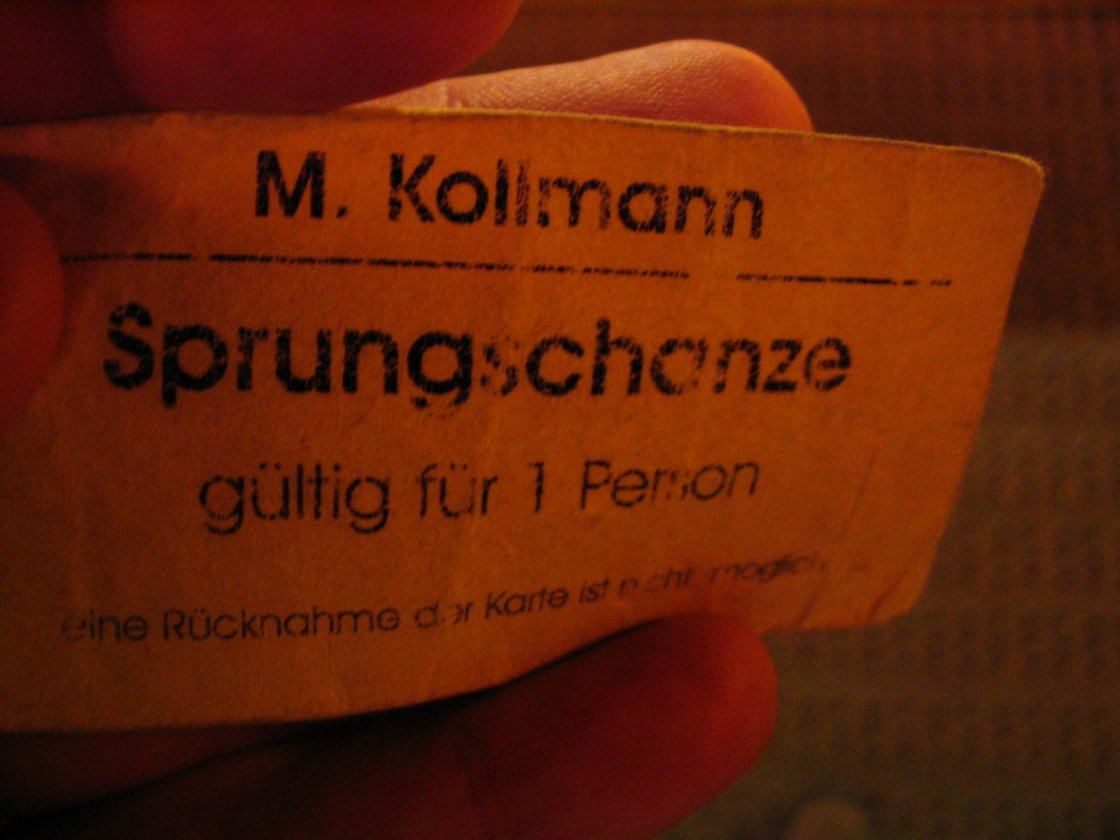 M. Kollmann
Sprungschanze
gültig für 1 Person
eine Rücknahme der Karte ist nicht möglich